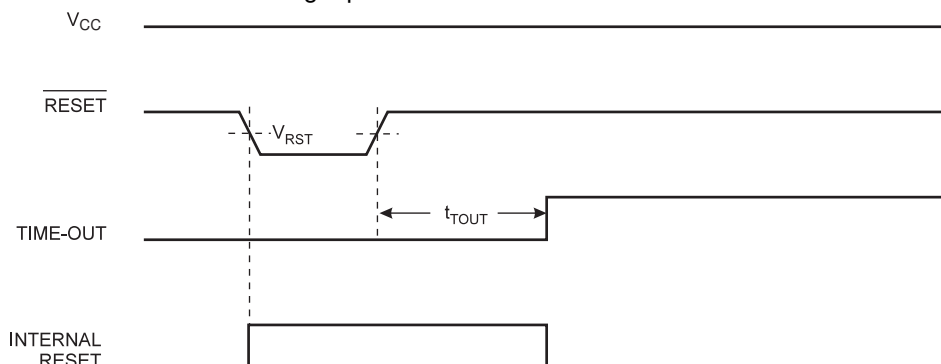 V_CC
RESET
V_RST
t_TOUT
TIME-OUT
INTERNAL
RESET